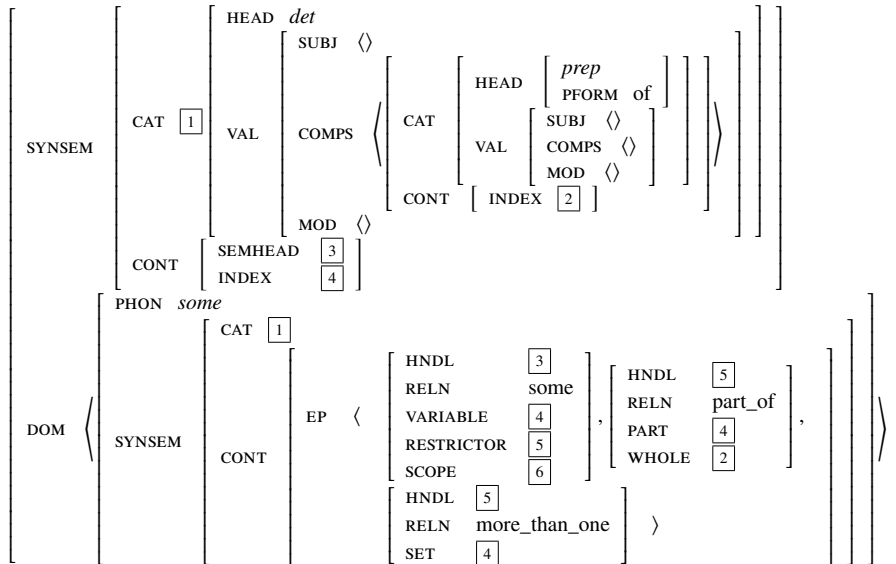 HEAD det
SUBJ ⟨⟩
HEAD prep
PFORM of
CAT 1 VAL COMPS CAT SUBJ ⟨⟩
SYNSEM VAL COMPS ⟨⟩
MOD ⟨⟩
CONT INDEX 2
MOD ⟨⟩
CONT SEMHEAD 3
INDEX 4
PHON some
CAT 1
HNDL 3
RELN some HNDL 5
EP ⟨ VARIABLE 4 , RELN part_of ,
DOM SYNSEM RESTRICTOR 5 PART 4
CONT SCOPE 6 WHOLE 2
HNDL 5
RELN more_than_one ⟩
SET 4